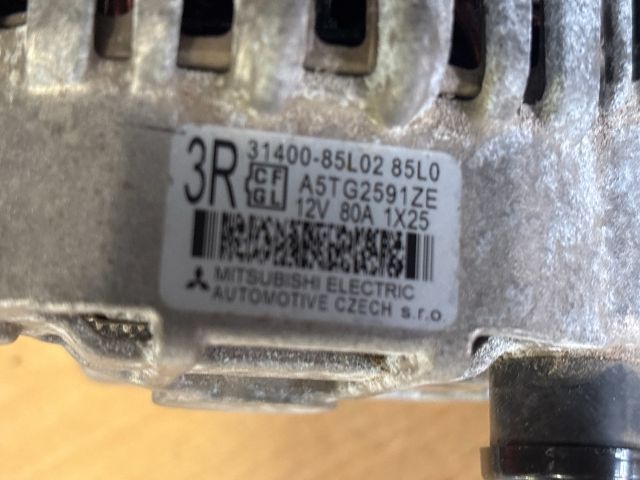 3R 31400-85L02 85L0
CF
GL
A5TG2591ZE
12V 80A 1X25
MITSUBISHI ELECTRIC
AUTOMOTIVE CZECH s.r.o